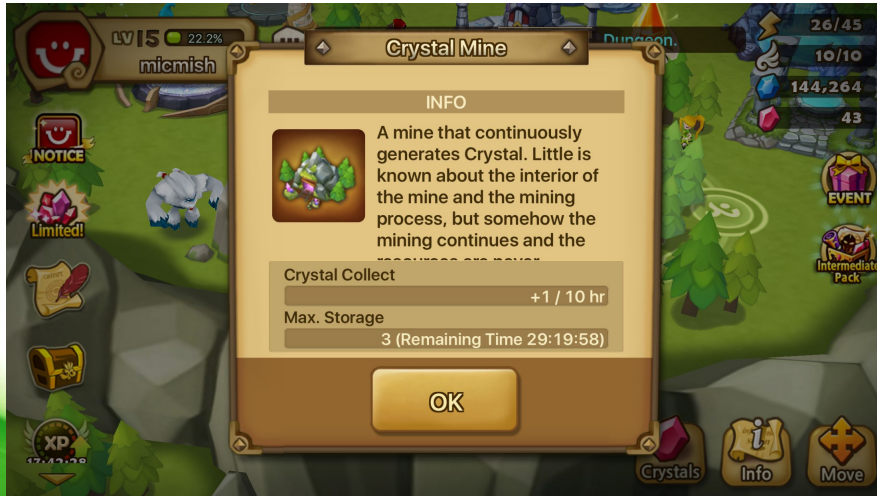 LV 15 22.2%
micmish
Crystal Mine
Dungeon.
26/45
10/10
144,264
43
INFO
A mine that continuously
generates Crystal. Little is
known about the interior of
the mine and the mining
process, but somehow the
mining continues and the
Crystal Collect
+1 / 10 hr
Max. Storage
3 (Remaining Time 29:19:58)
OK
NOTICE
Limited!
XP
17:42:28
EVENT
Intermediate
Pack
Crystals
Info
Move